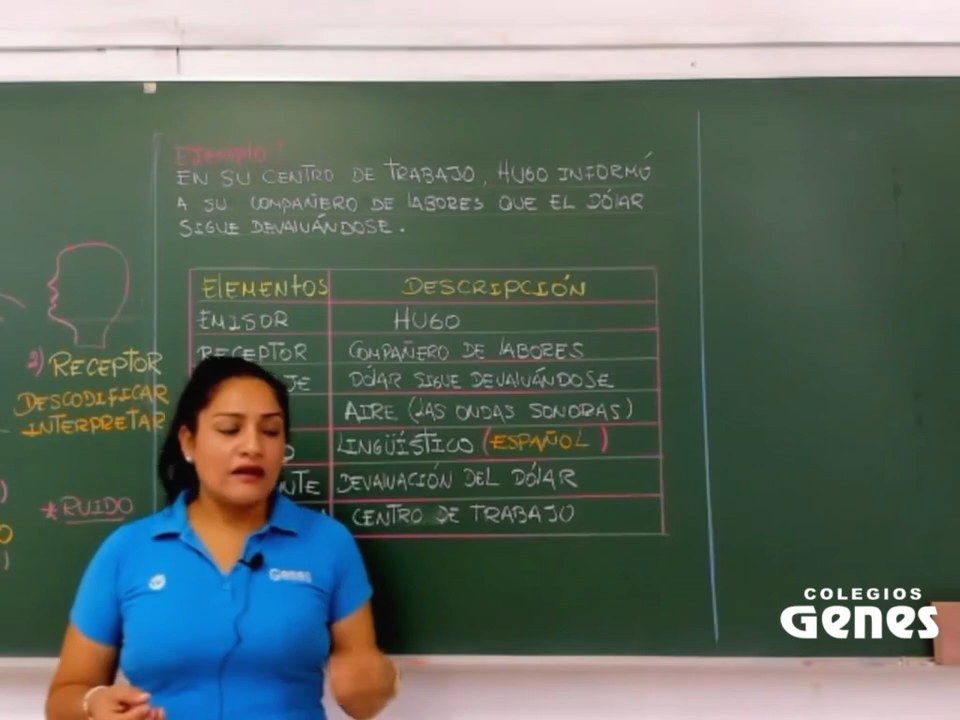 Ejemplo:
EN SU CENTRO DE TRABAJO, HUGO INFORMÓ
A SU COMPAÑERO DE LABORES QUE EL DÓLAR
SIGUE DEVALUÁNDOSE.
ELEMENTOS DESCRIPCIÓN
EMISOR HUGO
RECEPTOR COMPAÑERO DE LABORES
JE DÓLAR SIGUE DEVALUÁNDOSE
AIRE (LAS ONDAS SONORAS)
O LINGÜÍSTICO (ESPAÑOL)
NTE DEVALUACIÓN DEL DÓLAR
CENTRO DE TRABAJO
2) RECEPTOR
DESCODIFICAR
INTERPRETAR
* RUIDO
Genes
COLEGIOS
Genes